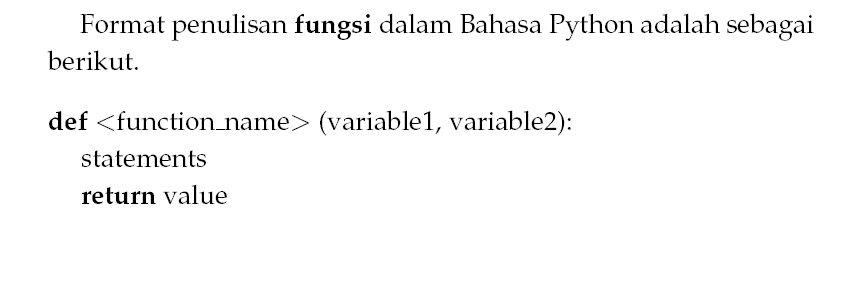 Format penulisan fungsi dalam Bahasa Python adalah sebagai
berikut.
def <function_name> (variable1, variable2):
statements
return value